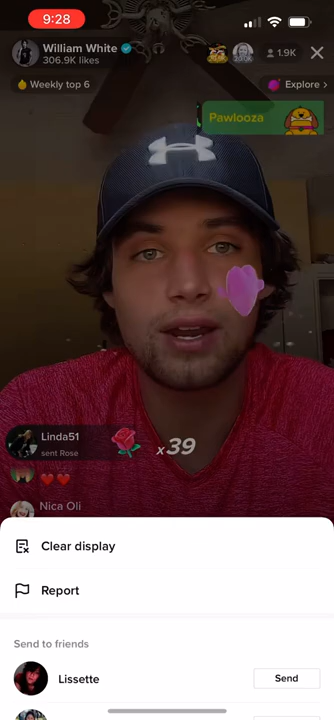 9:28
William White
306.9K likes
1.9K
Weekly top 6
Explore >
Pawlooza
Linda51
sent Rose
x39
Nica Oli
Clear display
Report
Send to friends
Lissette
Send